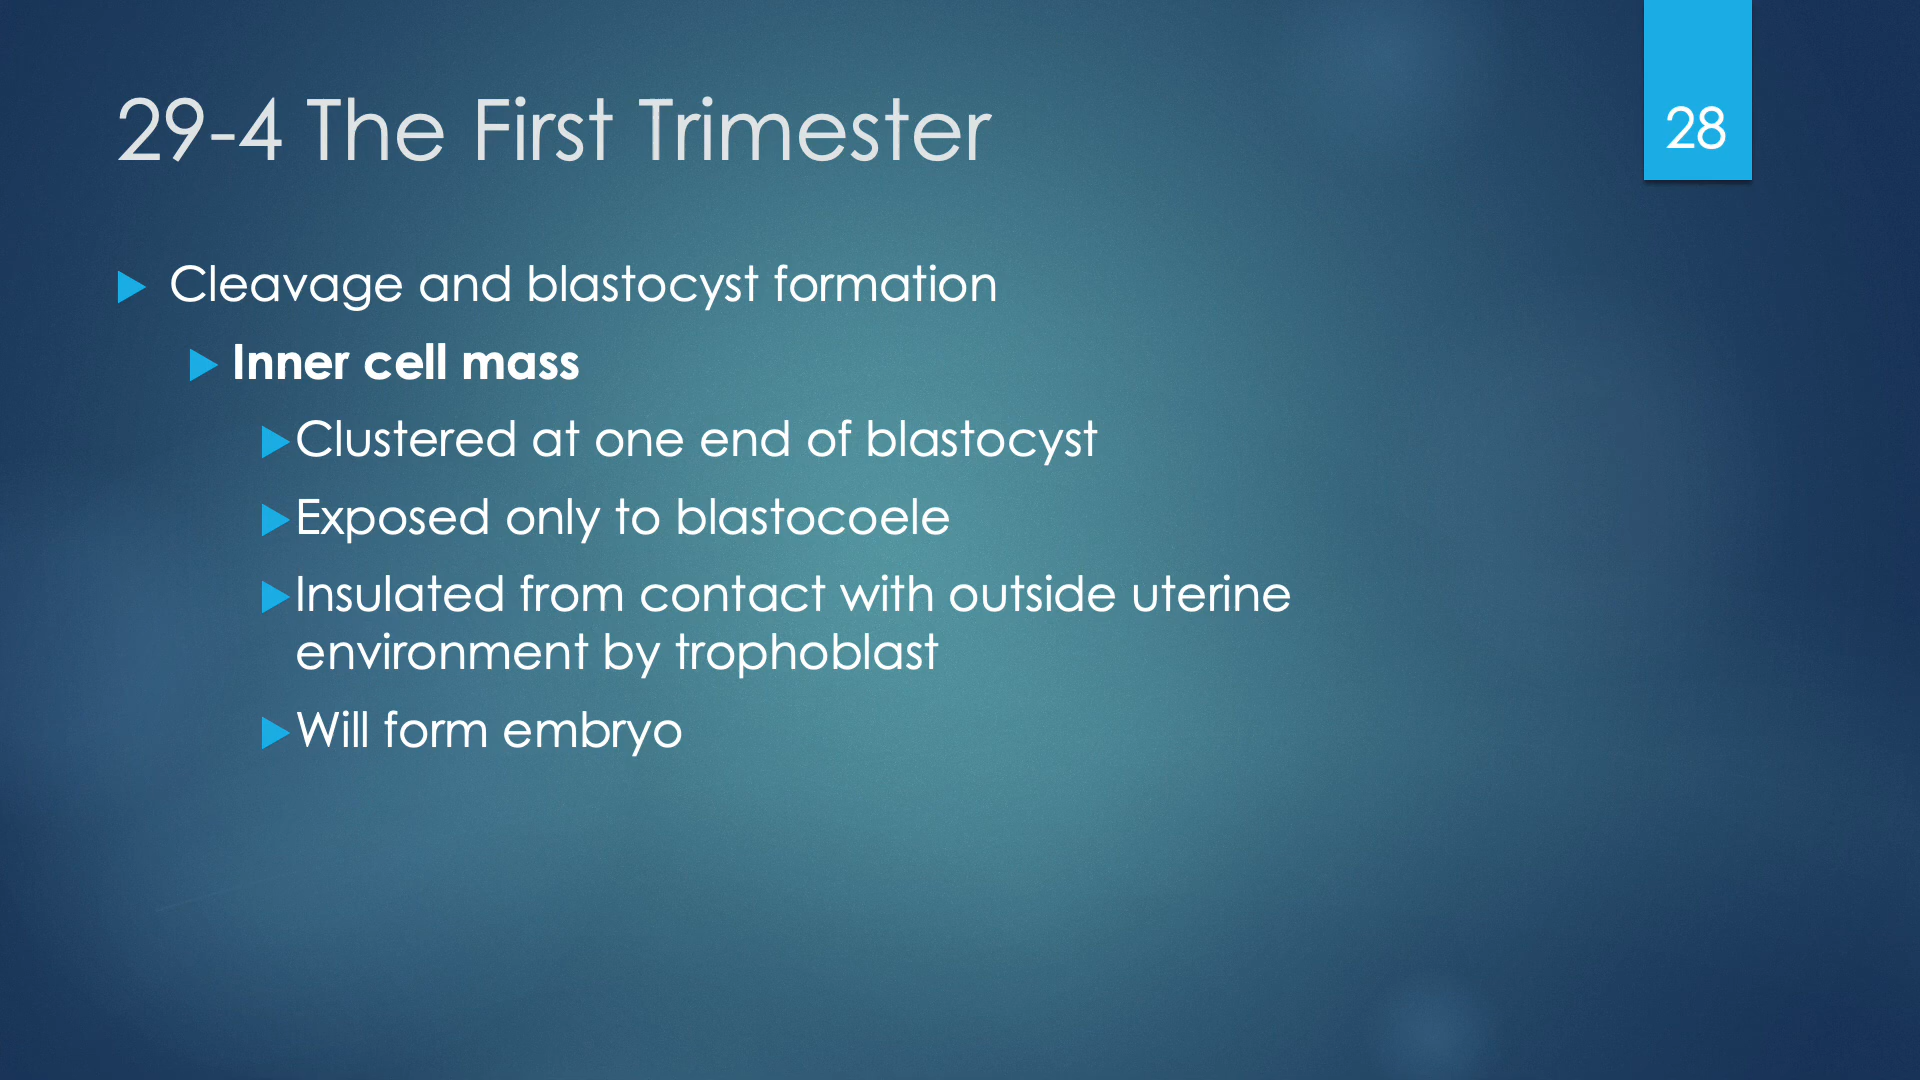 29-4 The First Trimester
28
Cleavage and blastocyst formation
Inner cell mass
Clustered at one end of blastocyst
Exposed only to blastocoele
Insulated from contact with outside uterine
environment by trophoblast
Will form embryo